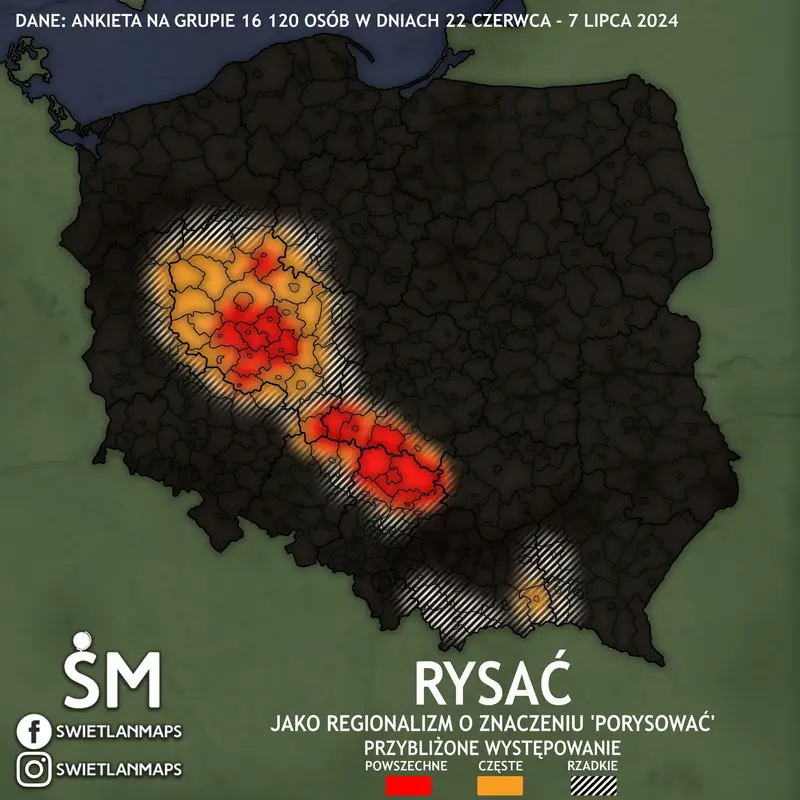 DANE: ANKIETA NA GRUPIE 16 120 OSÓB W DNIACH 22 CZERWCA - 7 LIPCA 2024
ŚM
SWIETLANMAPS
SWIETLANMAPS
RYSAĆ
JAKO REGIONALIZM O ZNACZENIU 'PORYSOWAĆ'
PRZYBLIŻONE WYSTĘPOWANIE
POWSZECHNE CZĘSTE RZADKIE